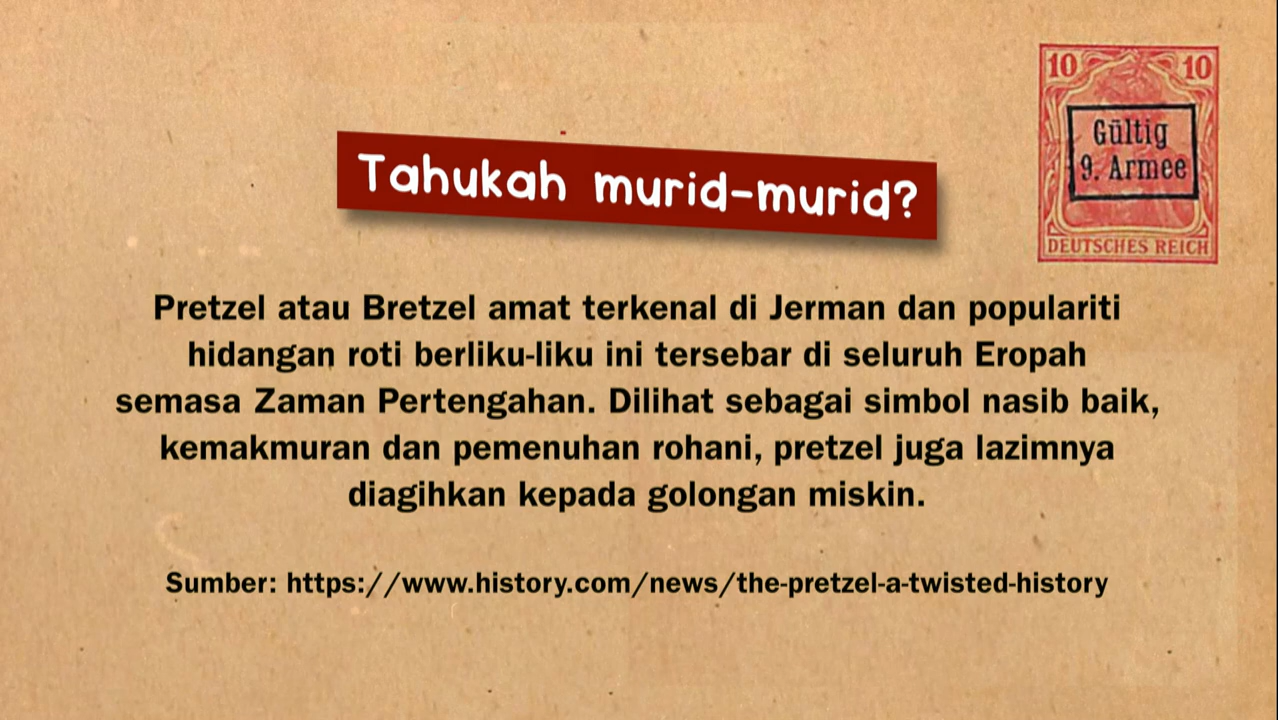 10 10
Gültig
9. Armee
DEUTSCHES REICH
Tahukah murid-murid?
Pretzel atau Bretzel amat terkenal di Jerman dan populariti
hidangan roti berliku-liku ini tersebar di seluruh Eropah
semasa Zaman Pertengahan. Dilihat sebagai simbol nasib baik,
kemakmuran dan pemenuhan rohani, pretzel juga lazimnya
diagihkan kepada golongan miskin.
Sumber: https://www.history.com/news/the-pretzel-a-twisted-history